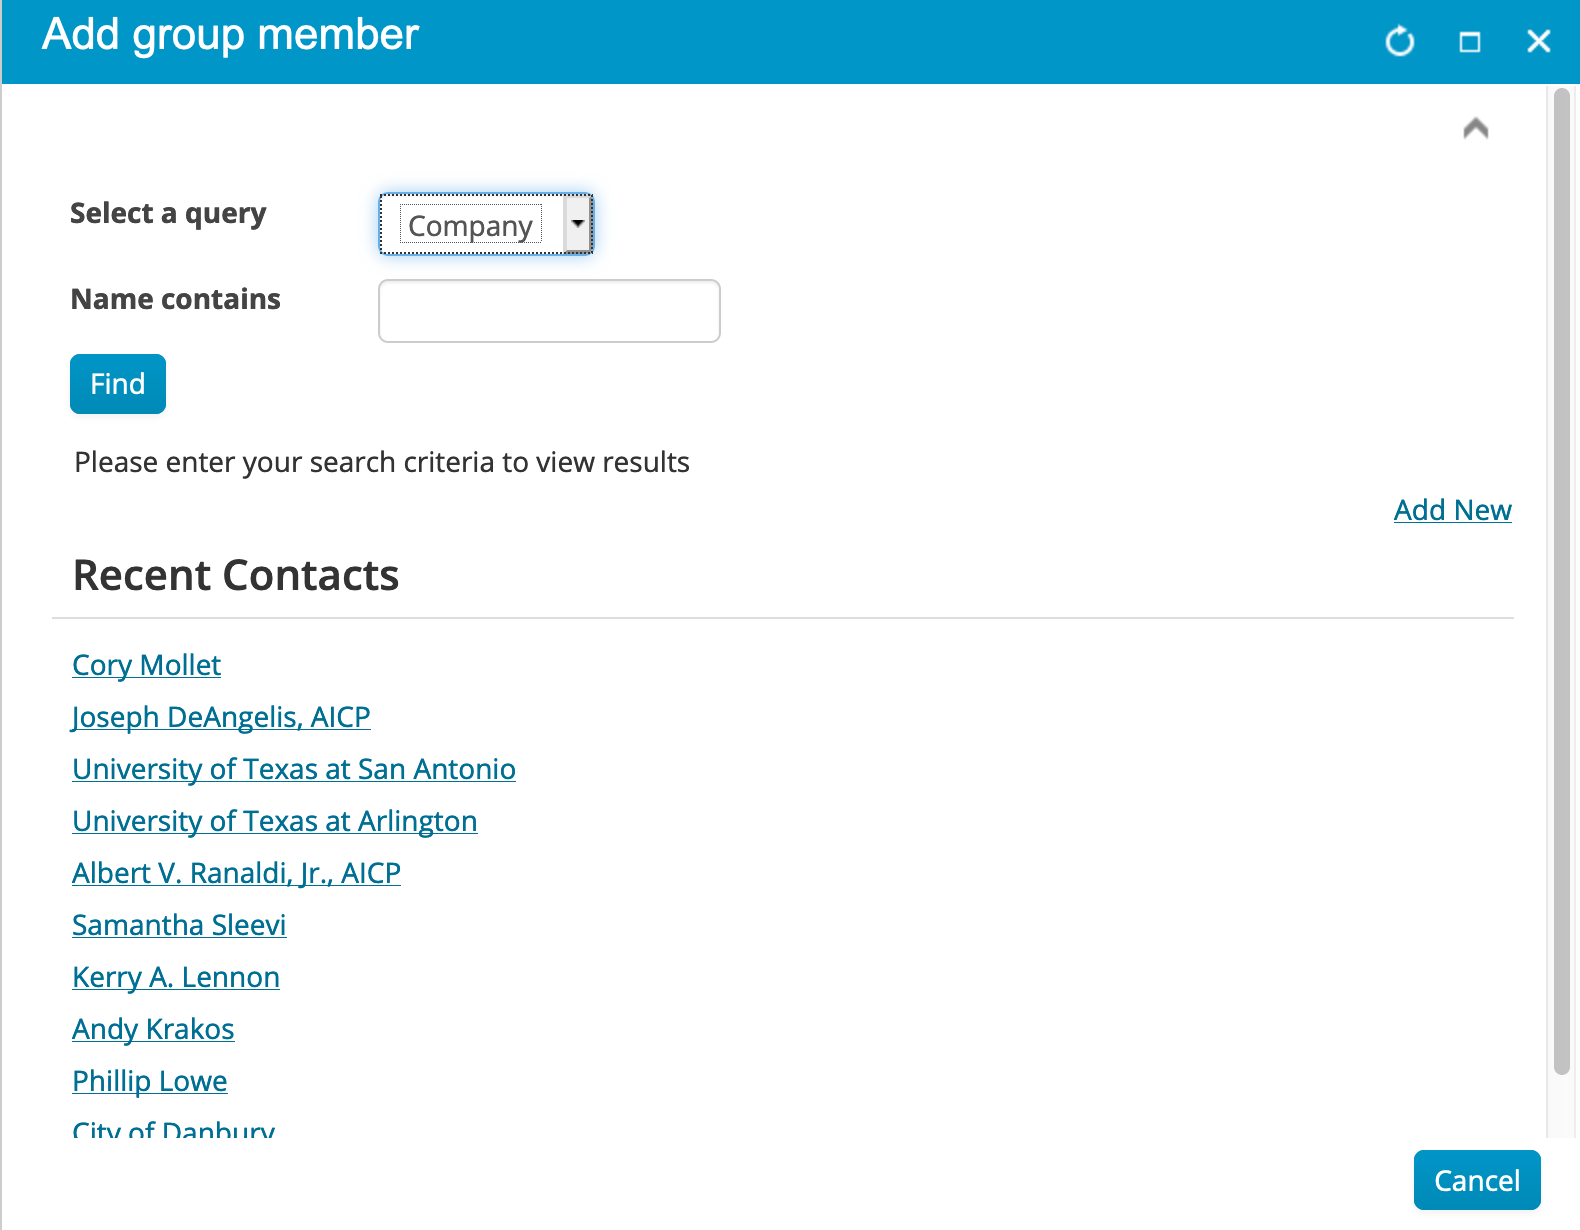 Add group member
Select a query
Company
Name contains
Find
Please enter your search criteria to view results
Add New
Recent Contacts
Cory Mollet
Joseph DeAngelis, AICP
University of Texas at San Antonio
University of Texas at Arlington
Albert V. Ranaldi, Jr., AICP
Samantha Sleevi
Kerry A. Lennon
Andy Krakos
Phillip Lowe
City of Danbury
Cancel